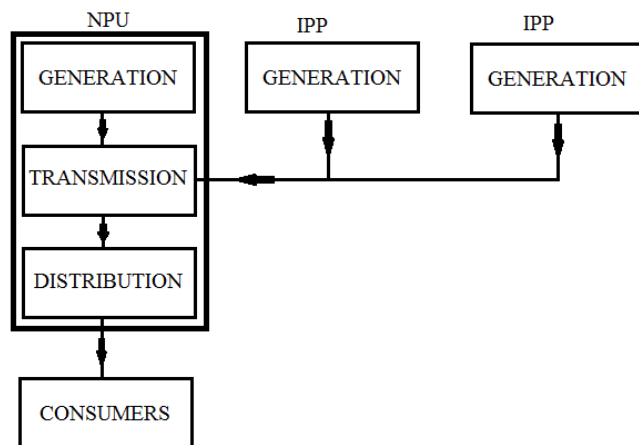 NPU
IPP
IPP
GENERATION
GENERATION
GENERATION
TRANSMISSION
DISTRIBUTION
CONSUMERS